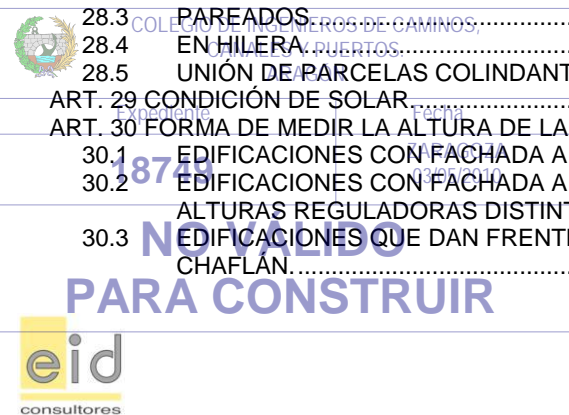 28.3 PAREADOS
28.4 EN HILERA
28.5 UNIÓN DE PARCELAS COLINDANT
ART. 29 CONDICIÓN DE SOLAR
ART. 30 FORMA DE MEDIR LA ALTURA DE LA
30.1 EDIFICACIONES CON FACHADA A
30.2 EDIFICACIONES CON FACHADA A
ALTURAS REGULADORAS DISTINT
30.3 EDIFICACIONES QUE DAN FRENT
CHAFLÁN.
COLEGIO DE INGENIEROS DE CAMINOS,
CANALES Y PUERTOS.
ARAGÓN
Expediente Fecha
18749 ZARAGOZA
03/05/2010
NO VÁLIDO
PARA CONSTRUIR
eid
consultores